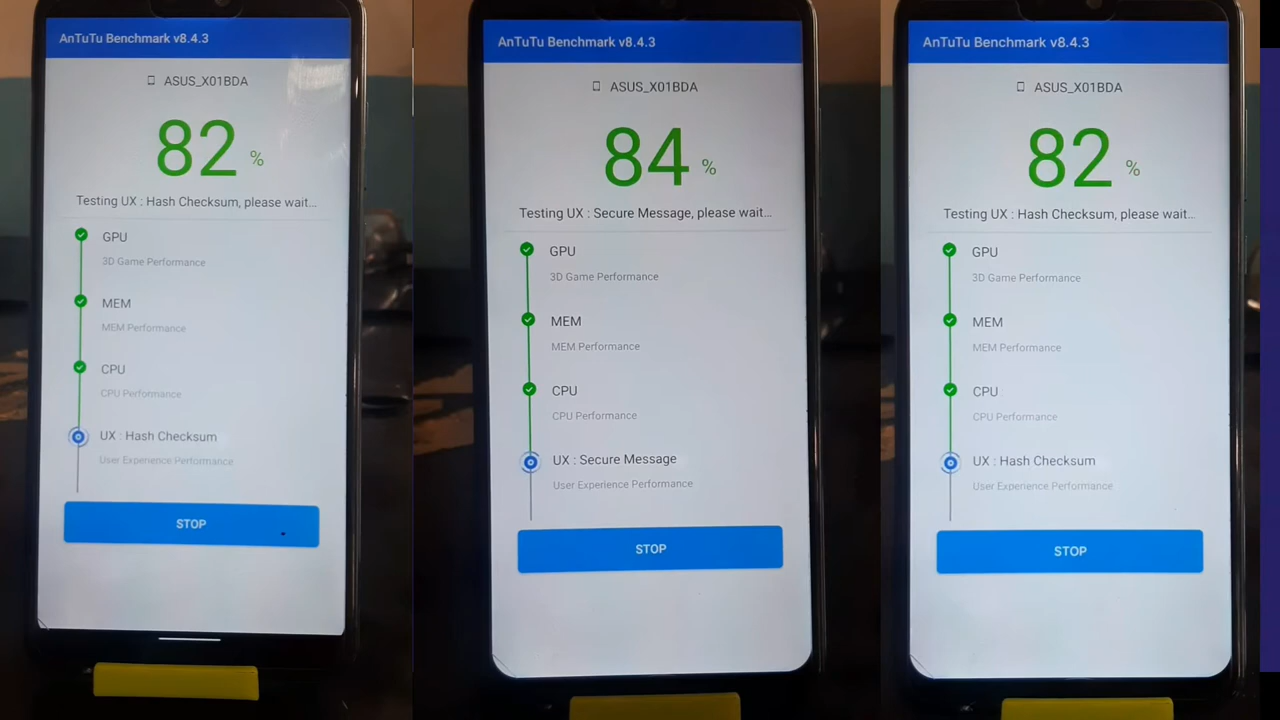 AnTuTu Benchmark v8.4.3
ASUS_X01BDA
82 %
Testing UX : Hash Checksum, please wait...
GPU
3D Game Performance
MEM
MEM Performance
CPU
CPU Performance
UX : Hash Checksum
User Experience Performance
STOP
AnTuTu Benchmark v8.4.3
ASUS_X01BDA
84 %
Testing UX : Secure Message, please wait...
GPU
3D Game Performance
MEM
MEM Performance
CPU
CPU Performance
UX : Secure Message
User Experience Performance
STOP
AnTuTu Benchmark v8.4.3
ASUS_X01BDA
82 %
Testing UX : Hash Checksum, please wait...
GPU
3D Game Performance
MEM
MEM Performance
CPU
CPU Performance
UX : Hash Checksum
User Experience Performance
STOP